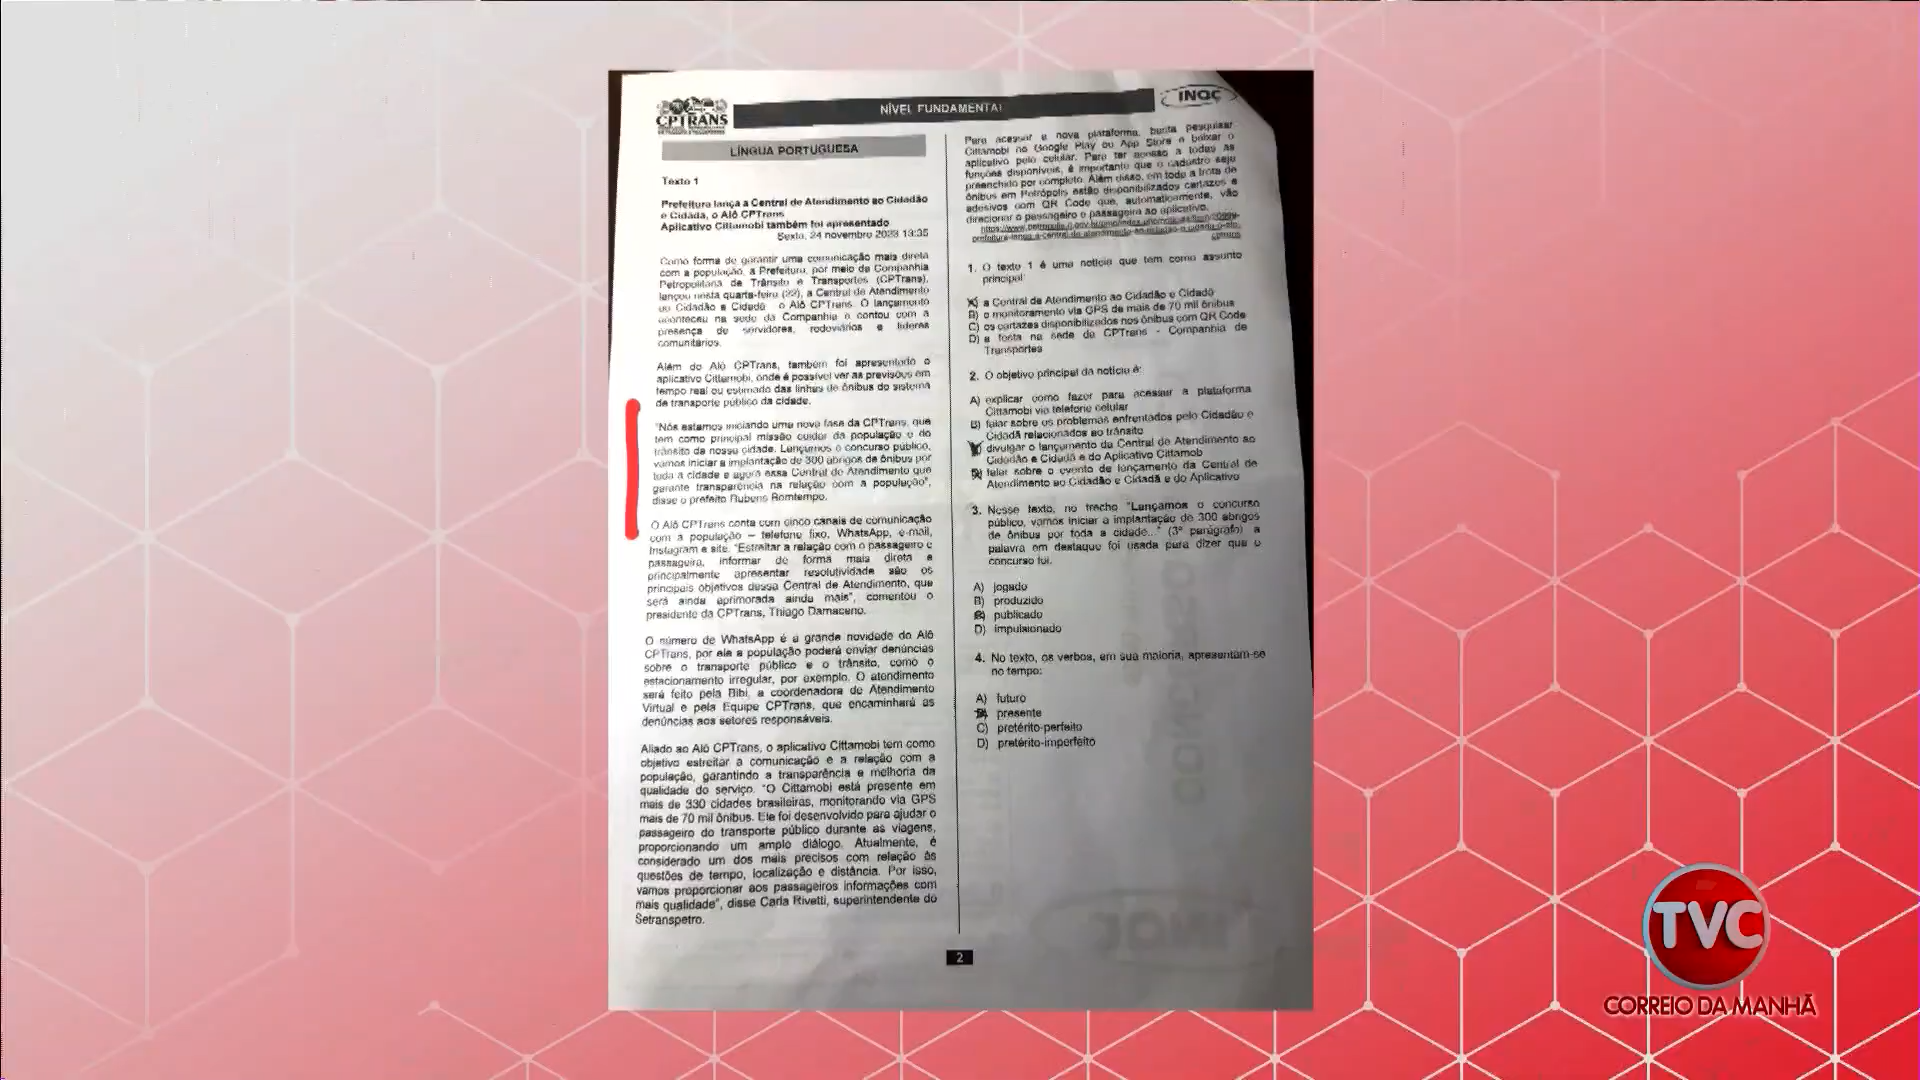 CPTRANS
NÍVEL FUNDAMENTAL
INQC
LÍNGUA PORTUGUESA
Texto 1
Prefeitura lança a Central de Atendimento ao Cidadão
e Cidadã, o Alô CPTrans
Aplicativo Cittamobi também foi apresentado
Sexta, 24 novembro 2023 13:35
Como forma de garantir uma comunicação mais direta
com a população, a Prefeitura, por meio da Companhia
Petropolitana de Trânsito e Transportes (CPTrans),
lançou nesta quarta-feira (22), a Central de Atendimento
ao Cidadão e Cidadã o Alô CPTrans. O lançamento
aconteceu na sede da Companhia e contou com a
presença de servidores, rodoviários e líderes
comunitários.
Além do Alô CPTrans, também foi apresentado o
aplicativo Cittamobi, onde é possível ver as previsões em
tempo real ou estimado das linhas de ônibus do sistema
de transporte público da cidade.
"Nós estamos iniciando uma nova fase da CPTrans, que
tem como principal missão cuidar da população e do
trânsito da nossa cidade. Lançamos o concurso público,
vamos iniciar a implantação de 300 abrigos de ônibus por
toda a cidade e agora essa Central de Atendimento que
garante transparência na relação com a população",
disse o prefeito Rubens Bomtempo.
O Alô CPTrans conta com cinco canais de comunicação
com a população – telefone fixo, WhatsApp, e-mail,
Instagram e site. "Estreitar a relação com o passageiro e
passageira, informar de forma mais direta e
principalmente apresentar resolutividade são os
principais objetivos dessa Central de Atendimento, que
será ainda aprimorada ainda mais", comentou o
presidente da CPTrans, Thiago Damaceno.
O número de WhatsApp é a grande novidade do Alô
CPTrans, por ele a população poderá enviar denúncias
sobre o transporte público e o trânsito, como o
estacionamento irregular, por exemplo. O atendimento
será feito pela Bibi, a coordenadora de Atendimento
Virtual e pela Equipe CPTrans, que encaminhará as
denúncias aos setores responsáveis.
Aliado ao Alô CPTrans, o aplicativo Cittamobi tem como
objetivo estreitar a comunicação e a relação com a
população, garantindo a transparência e melhoria da
qualidade do serviço. "O Cittamobi está presente em
mais de 330 cidades brasileiras, monitorando via GPS
mais de 70 mil ônibus. Ele foi desenvolvido para ajudar o
passageiro do transporte público durante as viagens,
proporcionando um amplo diálogo. Atualmente, é
considerado um dos mais precisos com relação às
questões de tempo, localização e distância. Por isso,
vamos proporcionar aos passageiros informações com
mais qualidade", disse Carla Rivetti, superintendente do
Setranspetro.
Para acessar a nova plataforma, basta pesquisar
Cittamobi no Google Play ou App Store e baixar o
aplicativo pelo celular. Para ter acesso a todas as
funções disponíveis, é importante que o cadastro seja
preenchido por completo. Além disso, em toda a frota de
ônibus em Petrópolis estão disponibilizados cartazes e
adesivos com QR Code que, automaticamente, vão
direcionar o passageiro e passageira ao aplicativo.
1. O texto 1 é uma notícia que tem como assunto
principal:
A) a Central de Atendimento ao Cidadão e Cidadã
B) o monitoramento via GPS de mais de 70 mil ônibus
C) os cartazes disponibilizados nos ônibus com QR Code
D) a festa na sede da CPTrans - Companhia de
Transportes
2. O objetivo principal da notícia é:
A) explicar como fazer para acessar a plataforma
Cittamobi via telefone celular
B) falar sobre os problemas enfrentados pelo Cidadão e
Cidadã relacionados ao trânsito
divulgar o lançamento da Central de Atendimento ao
Cidadão e Cidadã e do Aplicativo Cittamob
falar sobre o evento de lançamento da Central de
Atendimento ao Cidadão e Cidadã e do Aplicativo
3. Nesse texto, no trecho "Lançamos o concurso
público, vamos iniciar a implantação de 300 abrigos
de ônibus por toda a cidade..." (3º parágrafo) a
palavra em destaque foi usada para dizer que o
concurso foi:
A) jogado
B) produzido
C) publicado
D) impulsionado
4. No texto, os verbos, em sua maioria, apresentam-se
no tempo:
A) futuro
B) presente
C) pretérito-perfeito
D) pretérito-imperfeito
2
TVC
CORREIO DA MANHÃ